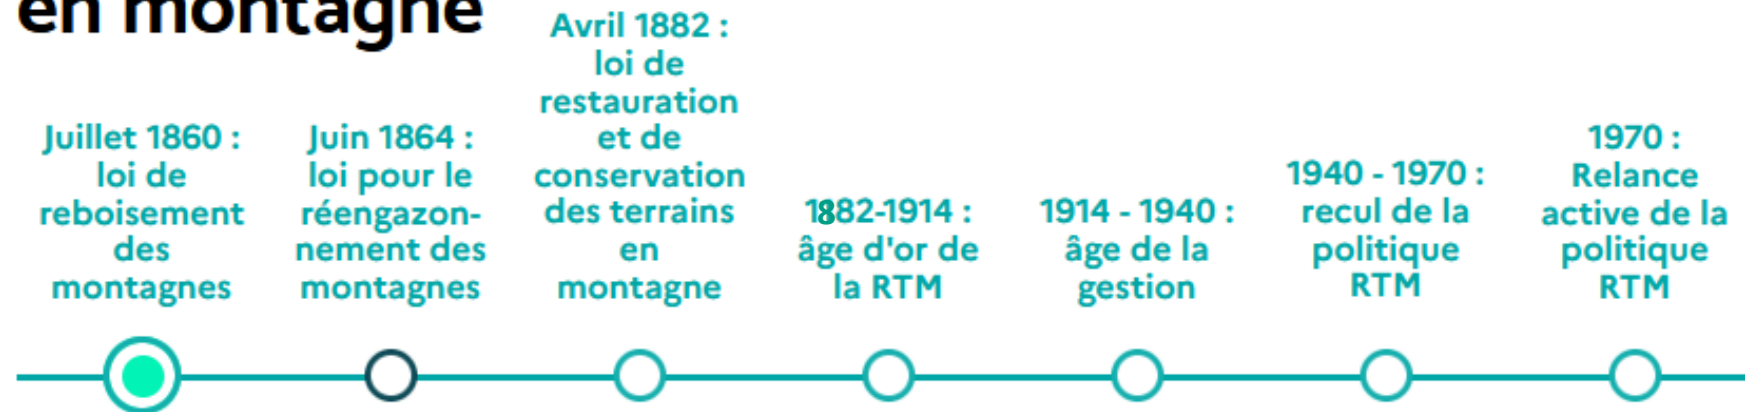 en montagne
Juillet 1860 :
loi de
reboisement
des
montagnes
Juin 1864 :
loi pour le
réengazon-
nement des
montagnes
Avril 1882 :
loi de
restauration
et de
conservation
des terrains
en
montagne
1882-1914 :
âge d'or de
la RTM
1914 - 1940 :
âge de la
gestion
1940 - 1970 :
recul de la
politique
RTM
1970 :
Relance
active de la
politique
RTM